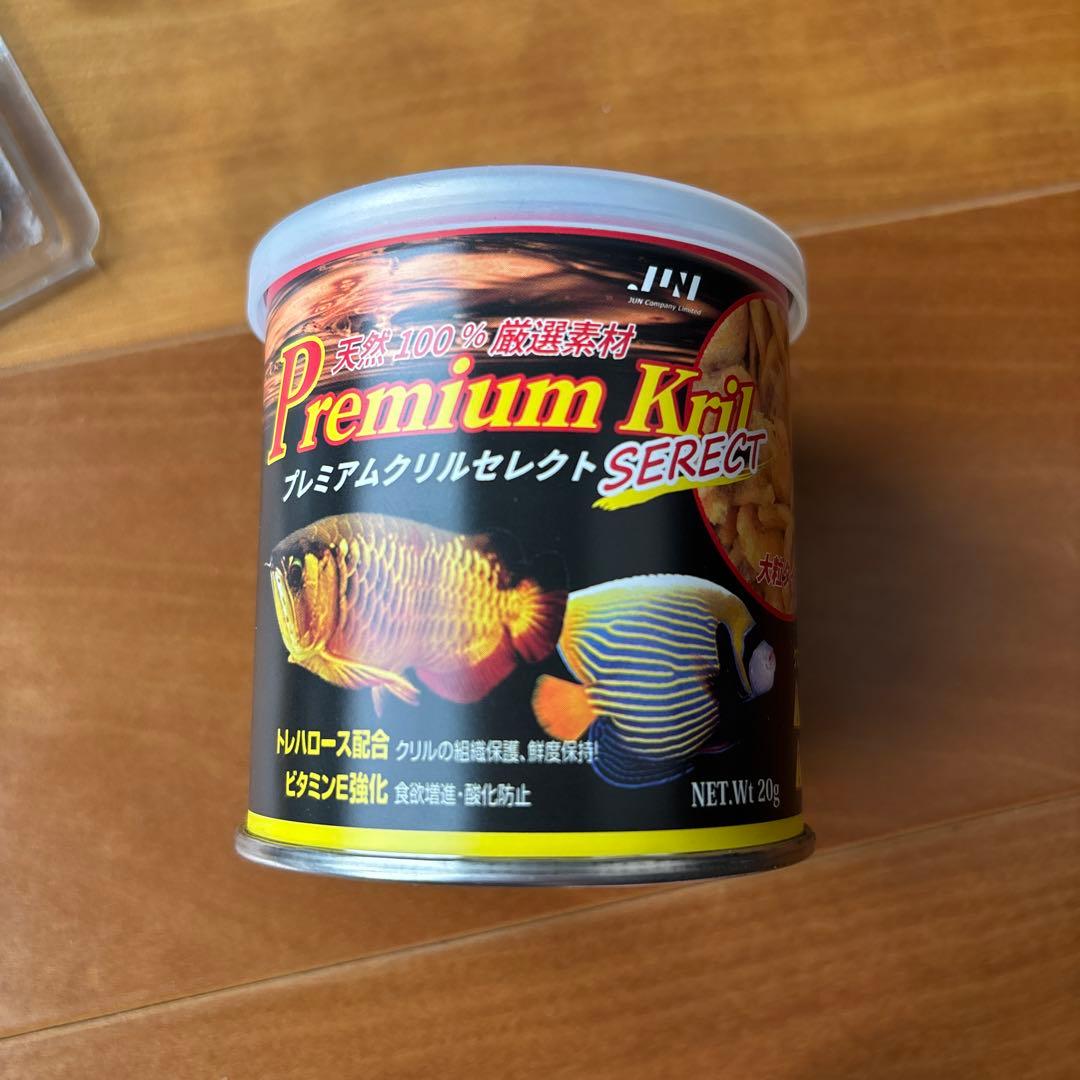 JUN
JUN Company Limited
天然100%厳選素材
Premium Kril
プレミアムクリルセレクト SERECT
トレハロース配合 クリルの組織保護、鮮度保持!
ビタミンE強化 食欲増進・酸化防止
NET.Wt 20g